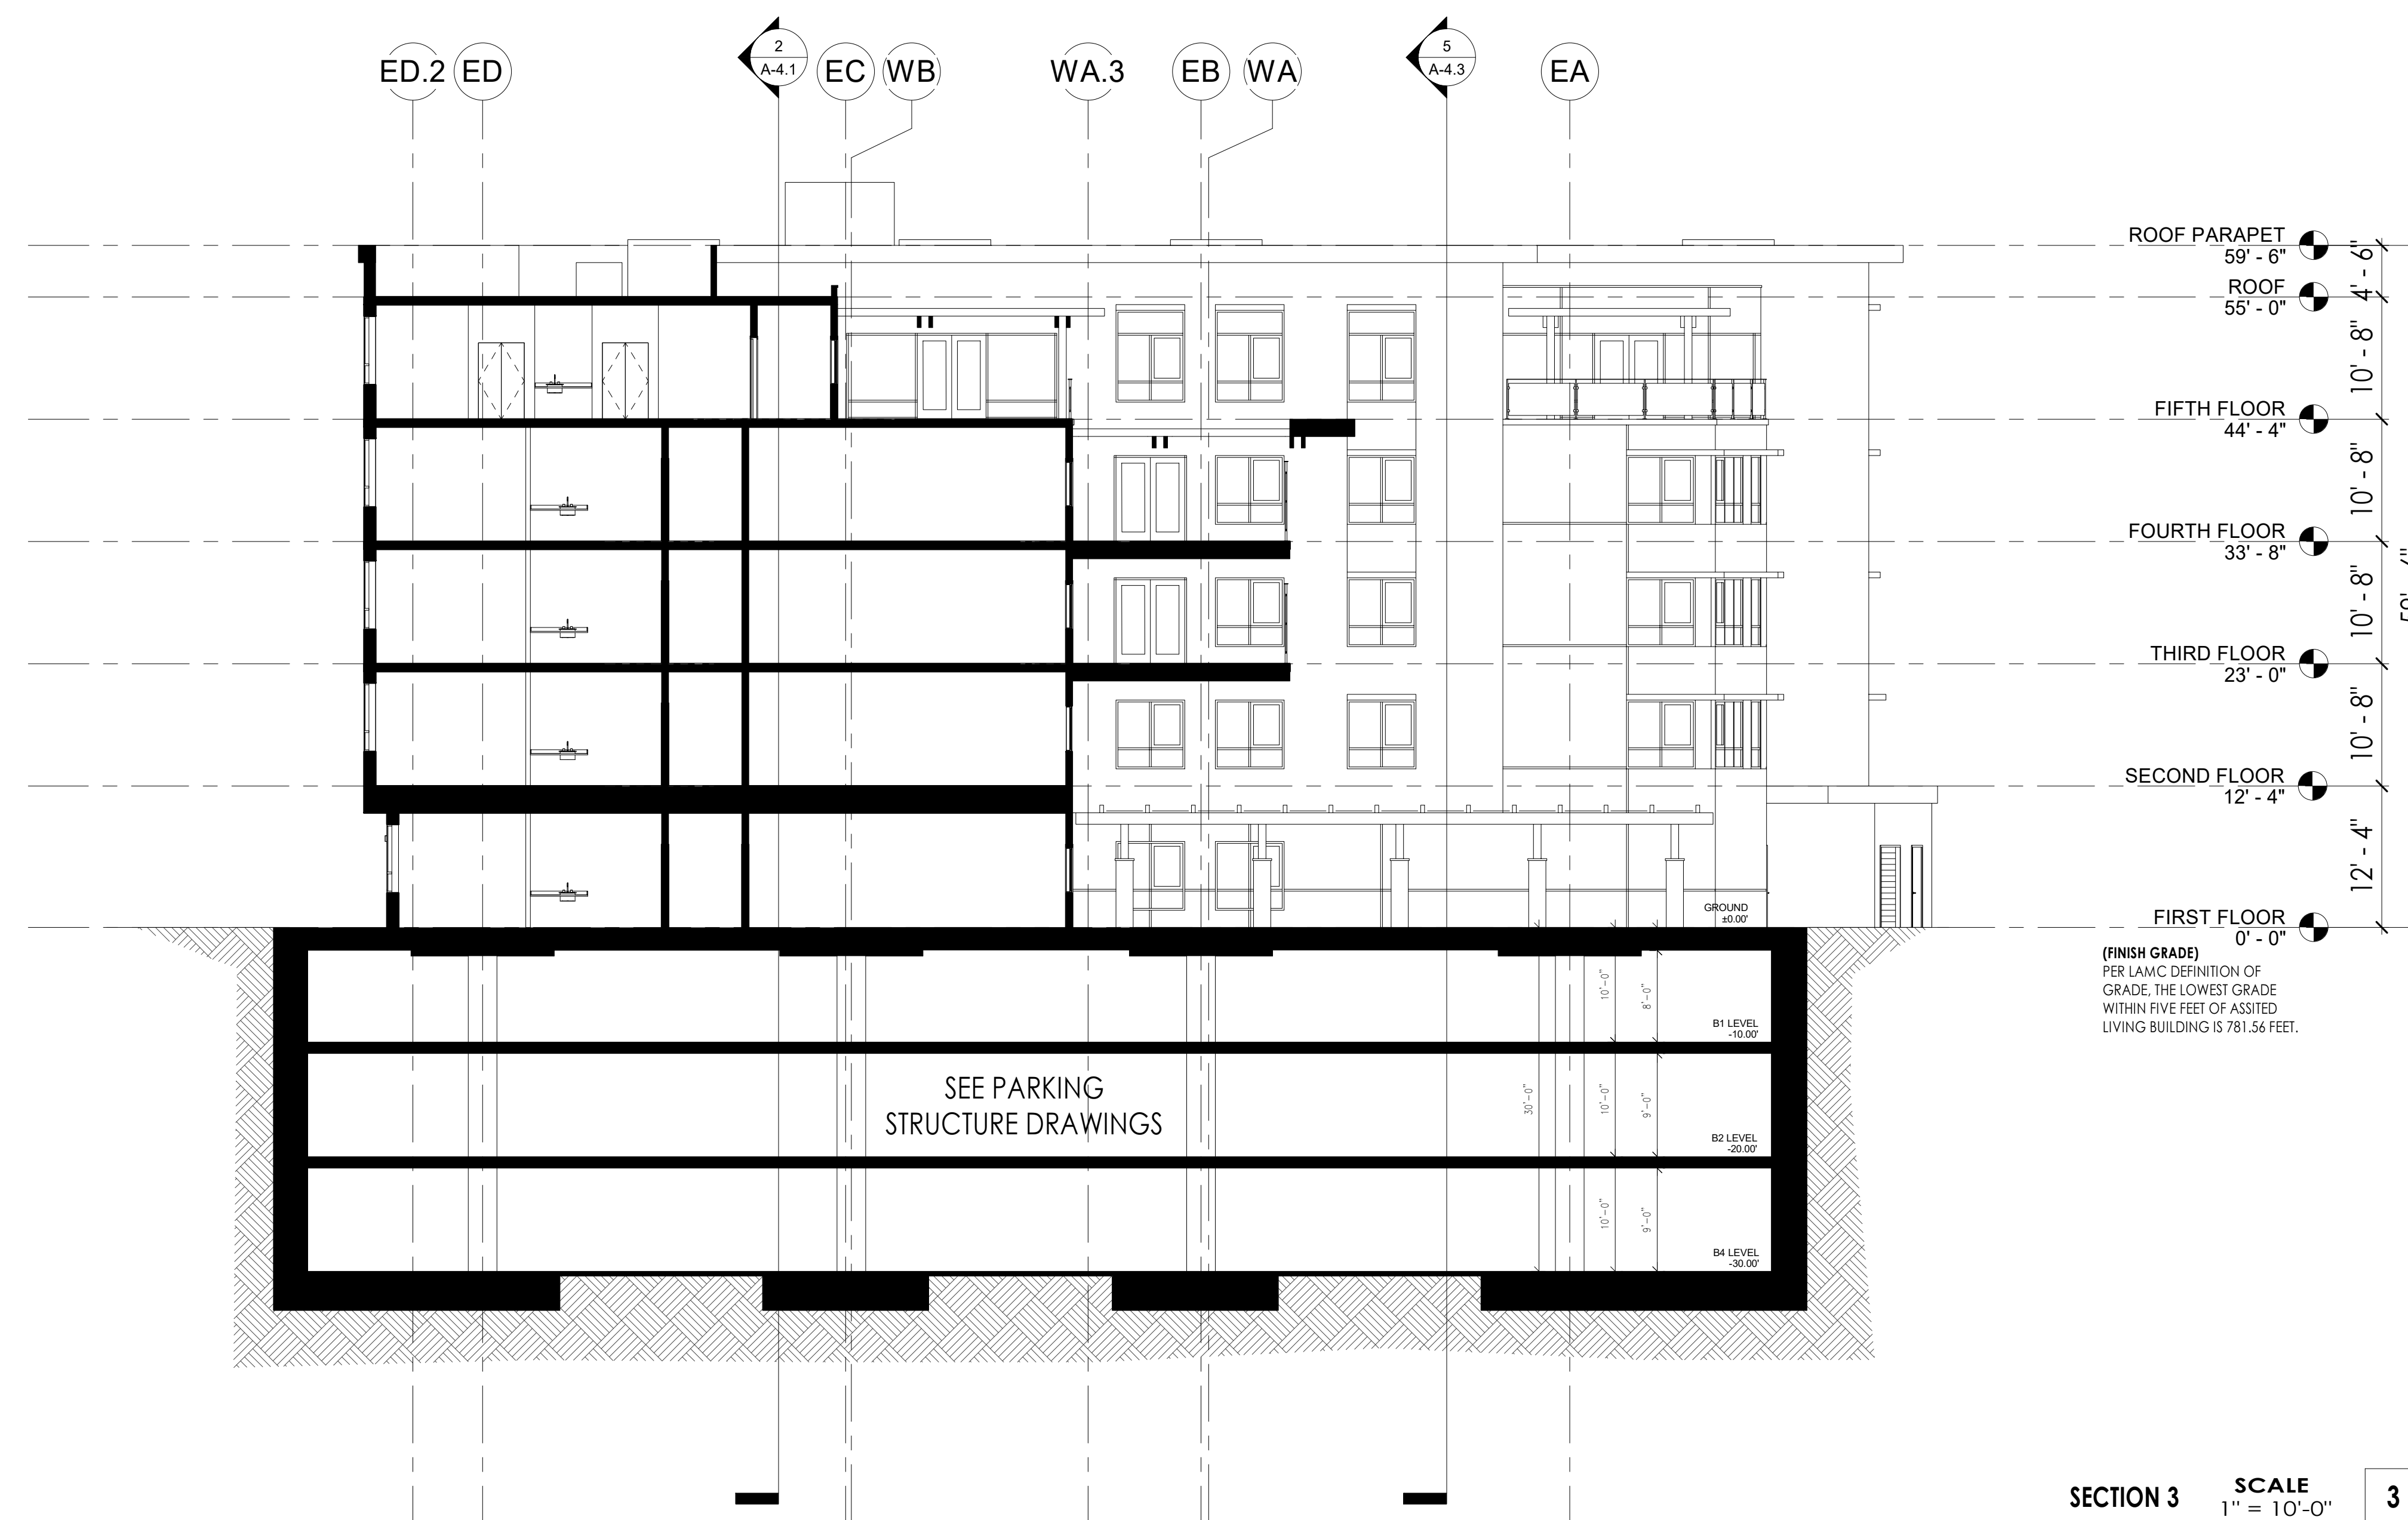 ED.2
ED
2
A-4.1
EC
WB
WA.3
EB
WA
5
A-4.3
EA
ROOF PARAPET
59' - 6"
4' - 6"
ROOF
55' - 0"
10' - 8"
FIFTH FLOOR
44' - 4"
10' - 8"
FOURTH FLOOR
33' - 8"
10' - 8"
THIRD FLOOR
23' - 0"
10' - 8"
SECOND FLOOR
12' - 4"
12' - 4"
GROUND
±0.00'
FIRST FLOOR
0' - 0"
(FINISH GRADE)
PER LAMC DEFINITION OF
GRADE, THE LOWEST GRADE
WITHIN FIVE FEET OF ASSITED
LIVING BUILDING IS 781.56 FEET.
10'-0"
8'-0"
B1 LEVEL
-10.00'
SEE PARKING
STRUCTURE DRAWINGS
30'-0"
10'-0"
9'-0"
B2 LEVEL
-20.00'
10'-0"
9'-0"
B4 LEVEL
-30.00'
SECTION 3
SCALE
1" = 10'-0"
3